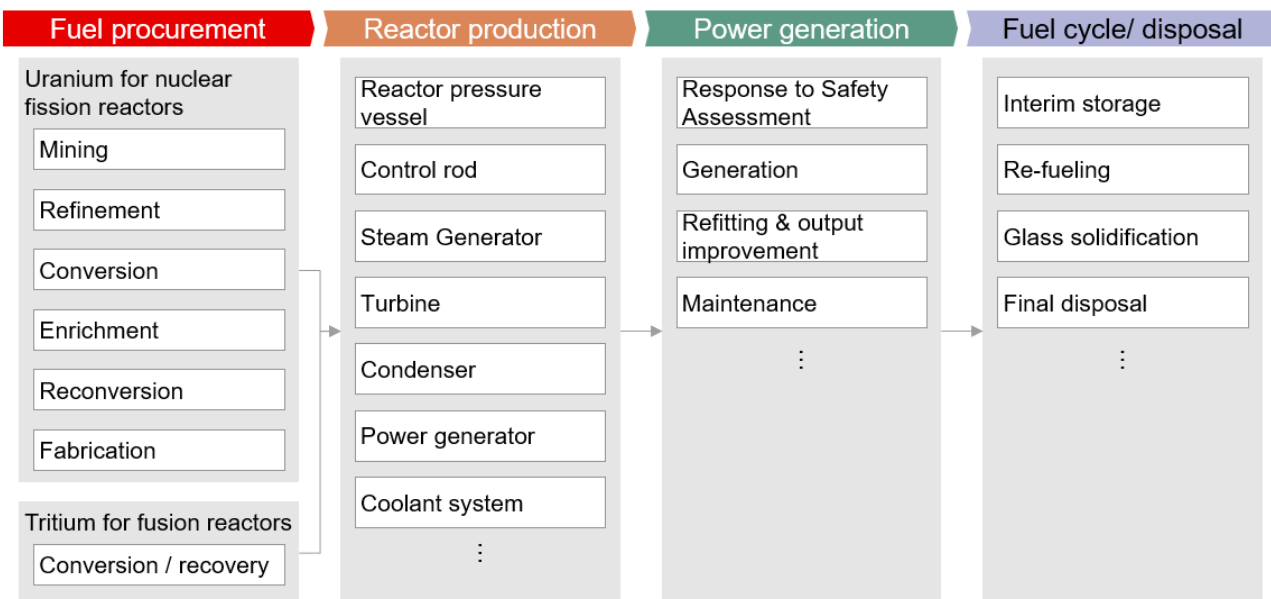 Fuel procurement
Reactor production
Power generation
Fuel cycle/ disposal
Uranium for nuclear
fission reactors
Mining
Refinement
Conversion
Enrichment
Reconversion
Fabrication
Tritium for fusion reactors
Conversion / recovery
Reactor pressure
vessel
Control rod
Steam Generator
Turbine
Condenser
Power generator
Coolant system
⋮
Response to Safety
Assessment
Generation
Refitting & output
improvement
Maintenance
⋮
Interim storage
Re-fueling
Glass solidification
Final disposal
⋮